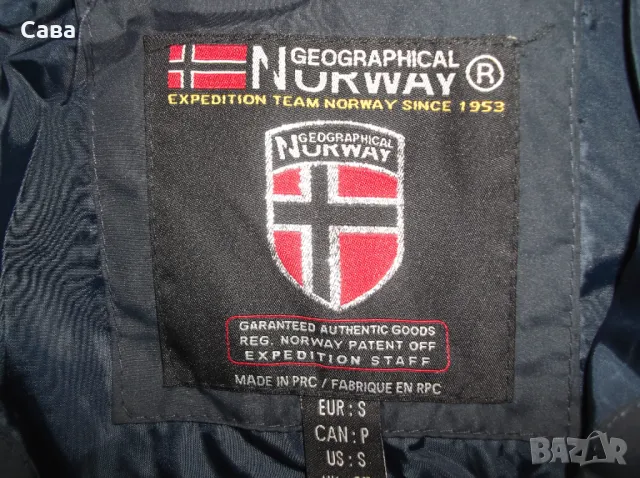 Сава
GEOGRAPHICAL
NORWAY ®
EXPEDITION TEAM NORWAY SINCE 1953
GEOGRAPHICAL
NORWAY
GARANTEED AUTHENTIC GOODS
REG. NORWAY PATENT OFF
EXPEDITION STAFF
MADE IN PRC / FABRIQUE EN RPC
EUR : S
CAN : P
US : S
BAZAR